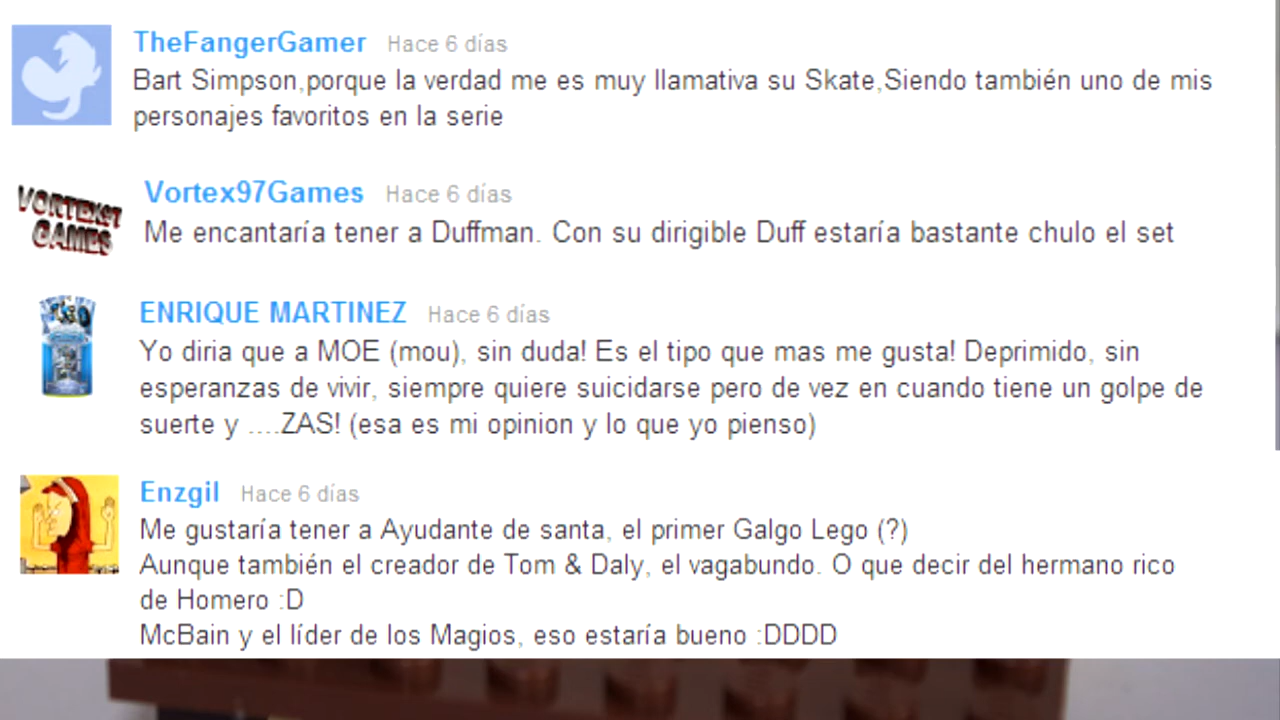 TheFangerGamer Hace 6 días
Bart Simpson,porque la verdad me es muy llamativa su Skate,Siendo también uno de mis
personajes favoritos en la serie
VORTEX97
GAMES
Vortex97Games Hace 6 días
Me encantaría tener a Duffman. Con su dirigible Duff estaría bastante chulo el set
ENRIQUE MARTINEZ Hace 6 días
Yo diria que a MOE (mou), sin duda! Es el tipo que mas me gusta! Deprimido, sin
esperanzas de vivir, siempre quiere suicidarse pero de vez en cuando tiene un golpe de
suerte y ....ZAS! (esa es mi opinion y lo que yo pienso)
Enzgil Hace 6 días
Me gustaría tener a Ayudante de santa, el primer Galgo Lego (?)
Aunque también el creador de Tom & Daly, el vagabundo. O que decir del hermano rico
de Homero :D
McBain y el líder de los Magios, eso estaría bueno :DDDD